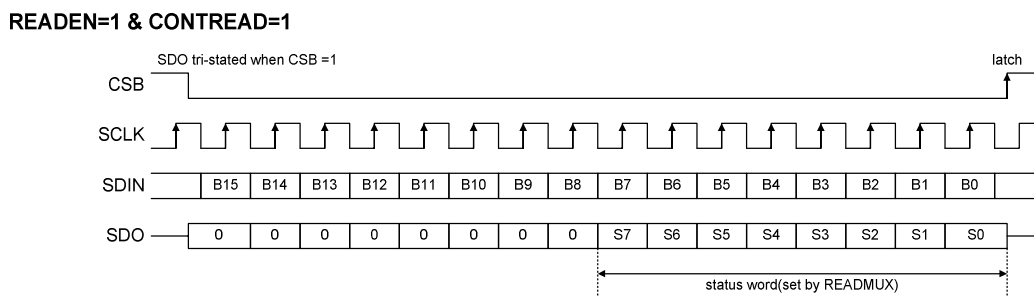 READEN=1 & CONTREAD=1
SDO tri-stated when CSB =1
latch
CSB
SCLK
SDIN B15 B14 B13 B12 B11 B10 B9 B8 B7 B6 B5 B4 B3 B2 B1 B0
SDO 0 0 0 0 0 0 0 0 S7 S6 S5 S4 S3 S2 S1 S0
status word(set by READMUX)